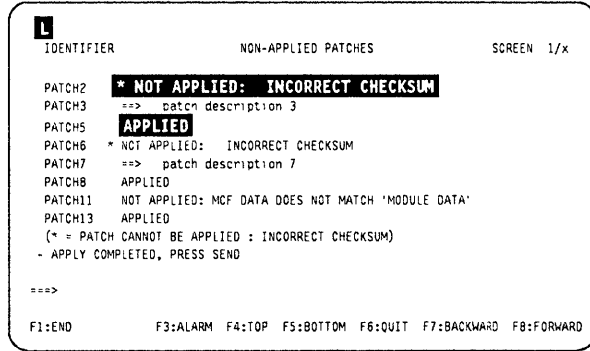 L
IDENTIFIER NON-APPLIED PATCHES SCREEN 1/x
PATCH2 * NOT APPLIED: INCORRECT CHECKSUM
PATCH3 ==> patch description 3
PATCH5 APPLIED
PATCH6 * NOT APPLIED: INCORRECT CHECKSUM
PATCH7 ==> patch description 7
PATCH8 APPLIED
PATCH11 NOT APPLIED: MCF DATA DOES NOT MATCH 'MODULE DATA'
PATCH13 APPLIED
(* = PATCH CANNOT BE APPLIED : INCORRECT CHECKSUM)
- APPLY COMPLETED, PRESS SEND
===>
F1:END F3:ALARM F4:TOP F5:BOTTOM F6:QUIT F7:BACKWARD F8:FORWARD